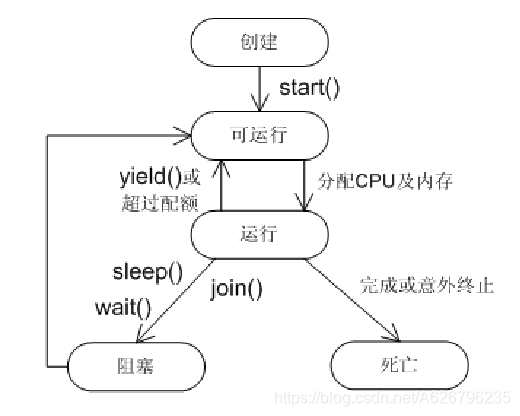 创建
start()
可运行
yield()或
超过配额
分配CPU及内存
运行
sleep()
wait()
join()
完成或意外终止
阻塞
死亡
https://blog.csdn.net/A626796235